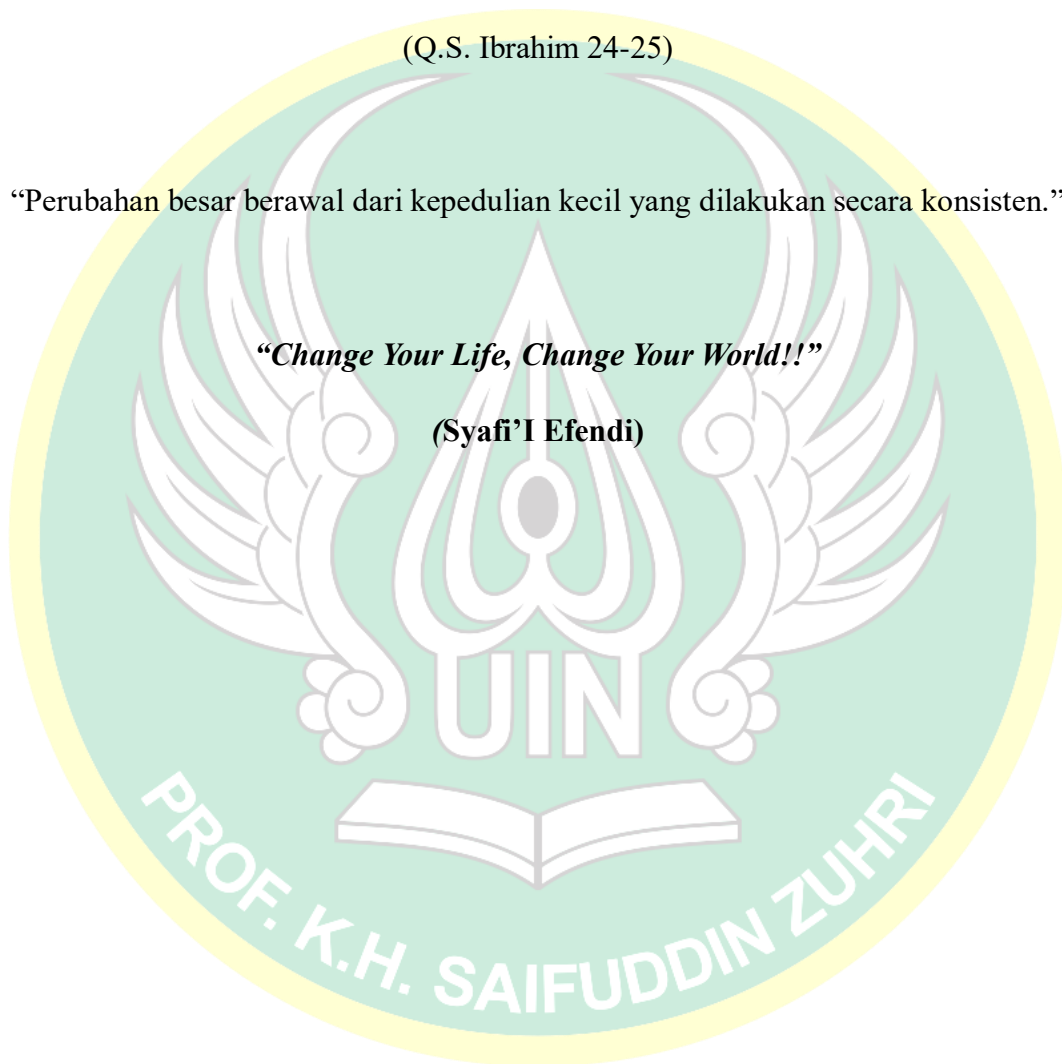 (Q.S. Ibrahim 24-25)
“Perubahan besar berawal dari kepedulian kecil yang dilakukan secara konsisten.”
“Change Your Life, Change Your World!!”
(Syafi’I Efendi)
UIN
PROF. K.H. SAIFUDDIN ZUHRI